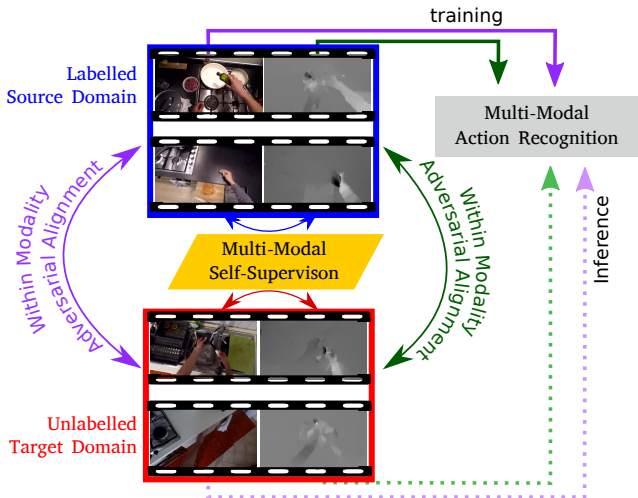 training
Labelled
Source Domain
Multi-Modal
Action Recognition
Within Modality
Adversarial Alignment
Within Modality
Adversarial Alignment
Multi-Modal
Self-Supervison
Inference
Unlabelled
Target Domain